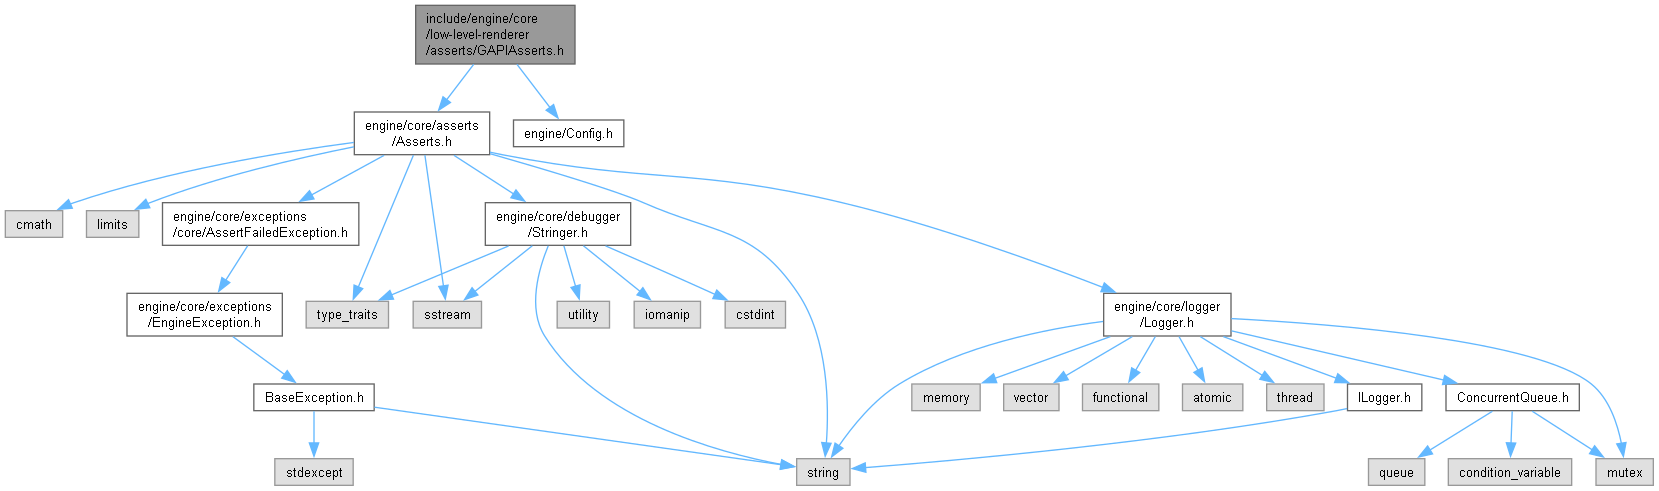 include/engine/core
/low-level-renderer
/asserts/GAPIAsserts.h
engine/core/asserts
/Asserts.h
engine/Config.h
cmath
limits
engine/core/exceptions
/core/AssertFailedException.h
engine/core/debugger
/Stringer.h
engine/core/exceptions
/EngineException.h
type_traits
sstream
utility
iomanip
cstdint
engine/core/logger
/Logger.h
BaseException.h
memory
vector
functional
atomic
thread
ILogger.h
ConcurrentQueue.h
stdexcept
string
queue
condition_variable
mutex